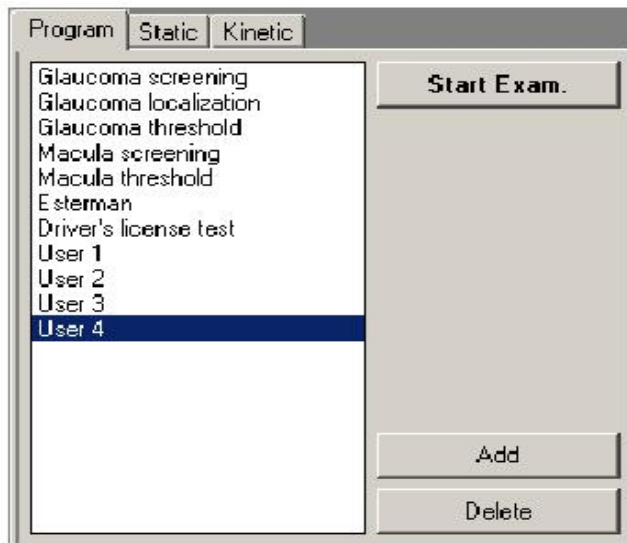 Program Static Kinetic
Glaucoma screening
Glaucoma localization
Glaucoma threshold
Macula screening
Macula threshold
Esterman
Driver's license test
User 1
User 2
User 3
User 4
Start Exam.
Add
Delete